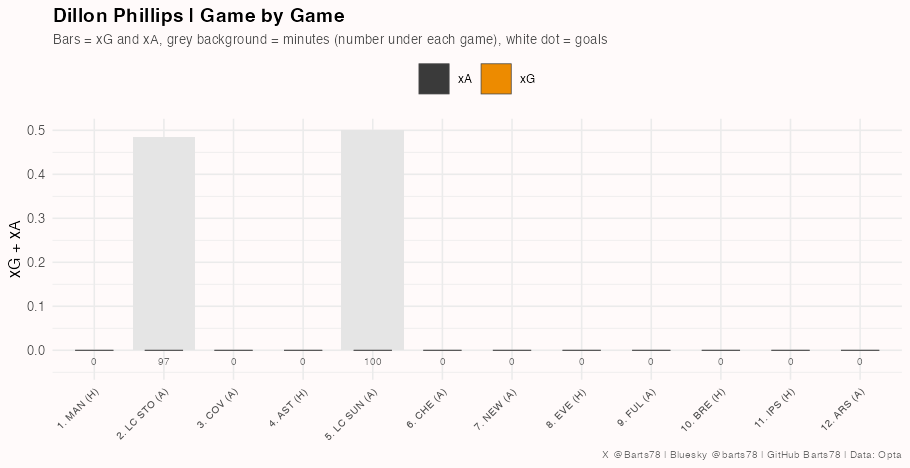 Dillon Phillips | Game by Game
Bars = xG and xA, grey background = minutes (number under each game), white dot = goals
xA xG
xG + xA
0.5
0.4
0.3
0.2
0.1
0.0
0 97 0 0 100 0 0 0 0 0 0 0
1. MAN (H)
2. LC STO (A)
3. COV (A)
4. AST (H)
5. LC SUN (A)
6. CHE (A)
7. NEW (A)
8. EVE (H)
9. FUL (A)
10. BRE (H)
11. IPS (H)
12. ARS (A)
X @Barts78 | Bluesky @barts78 | GitHub Barts78 | Data: Opta